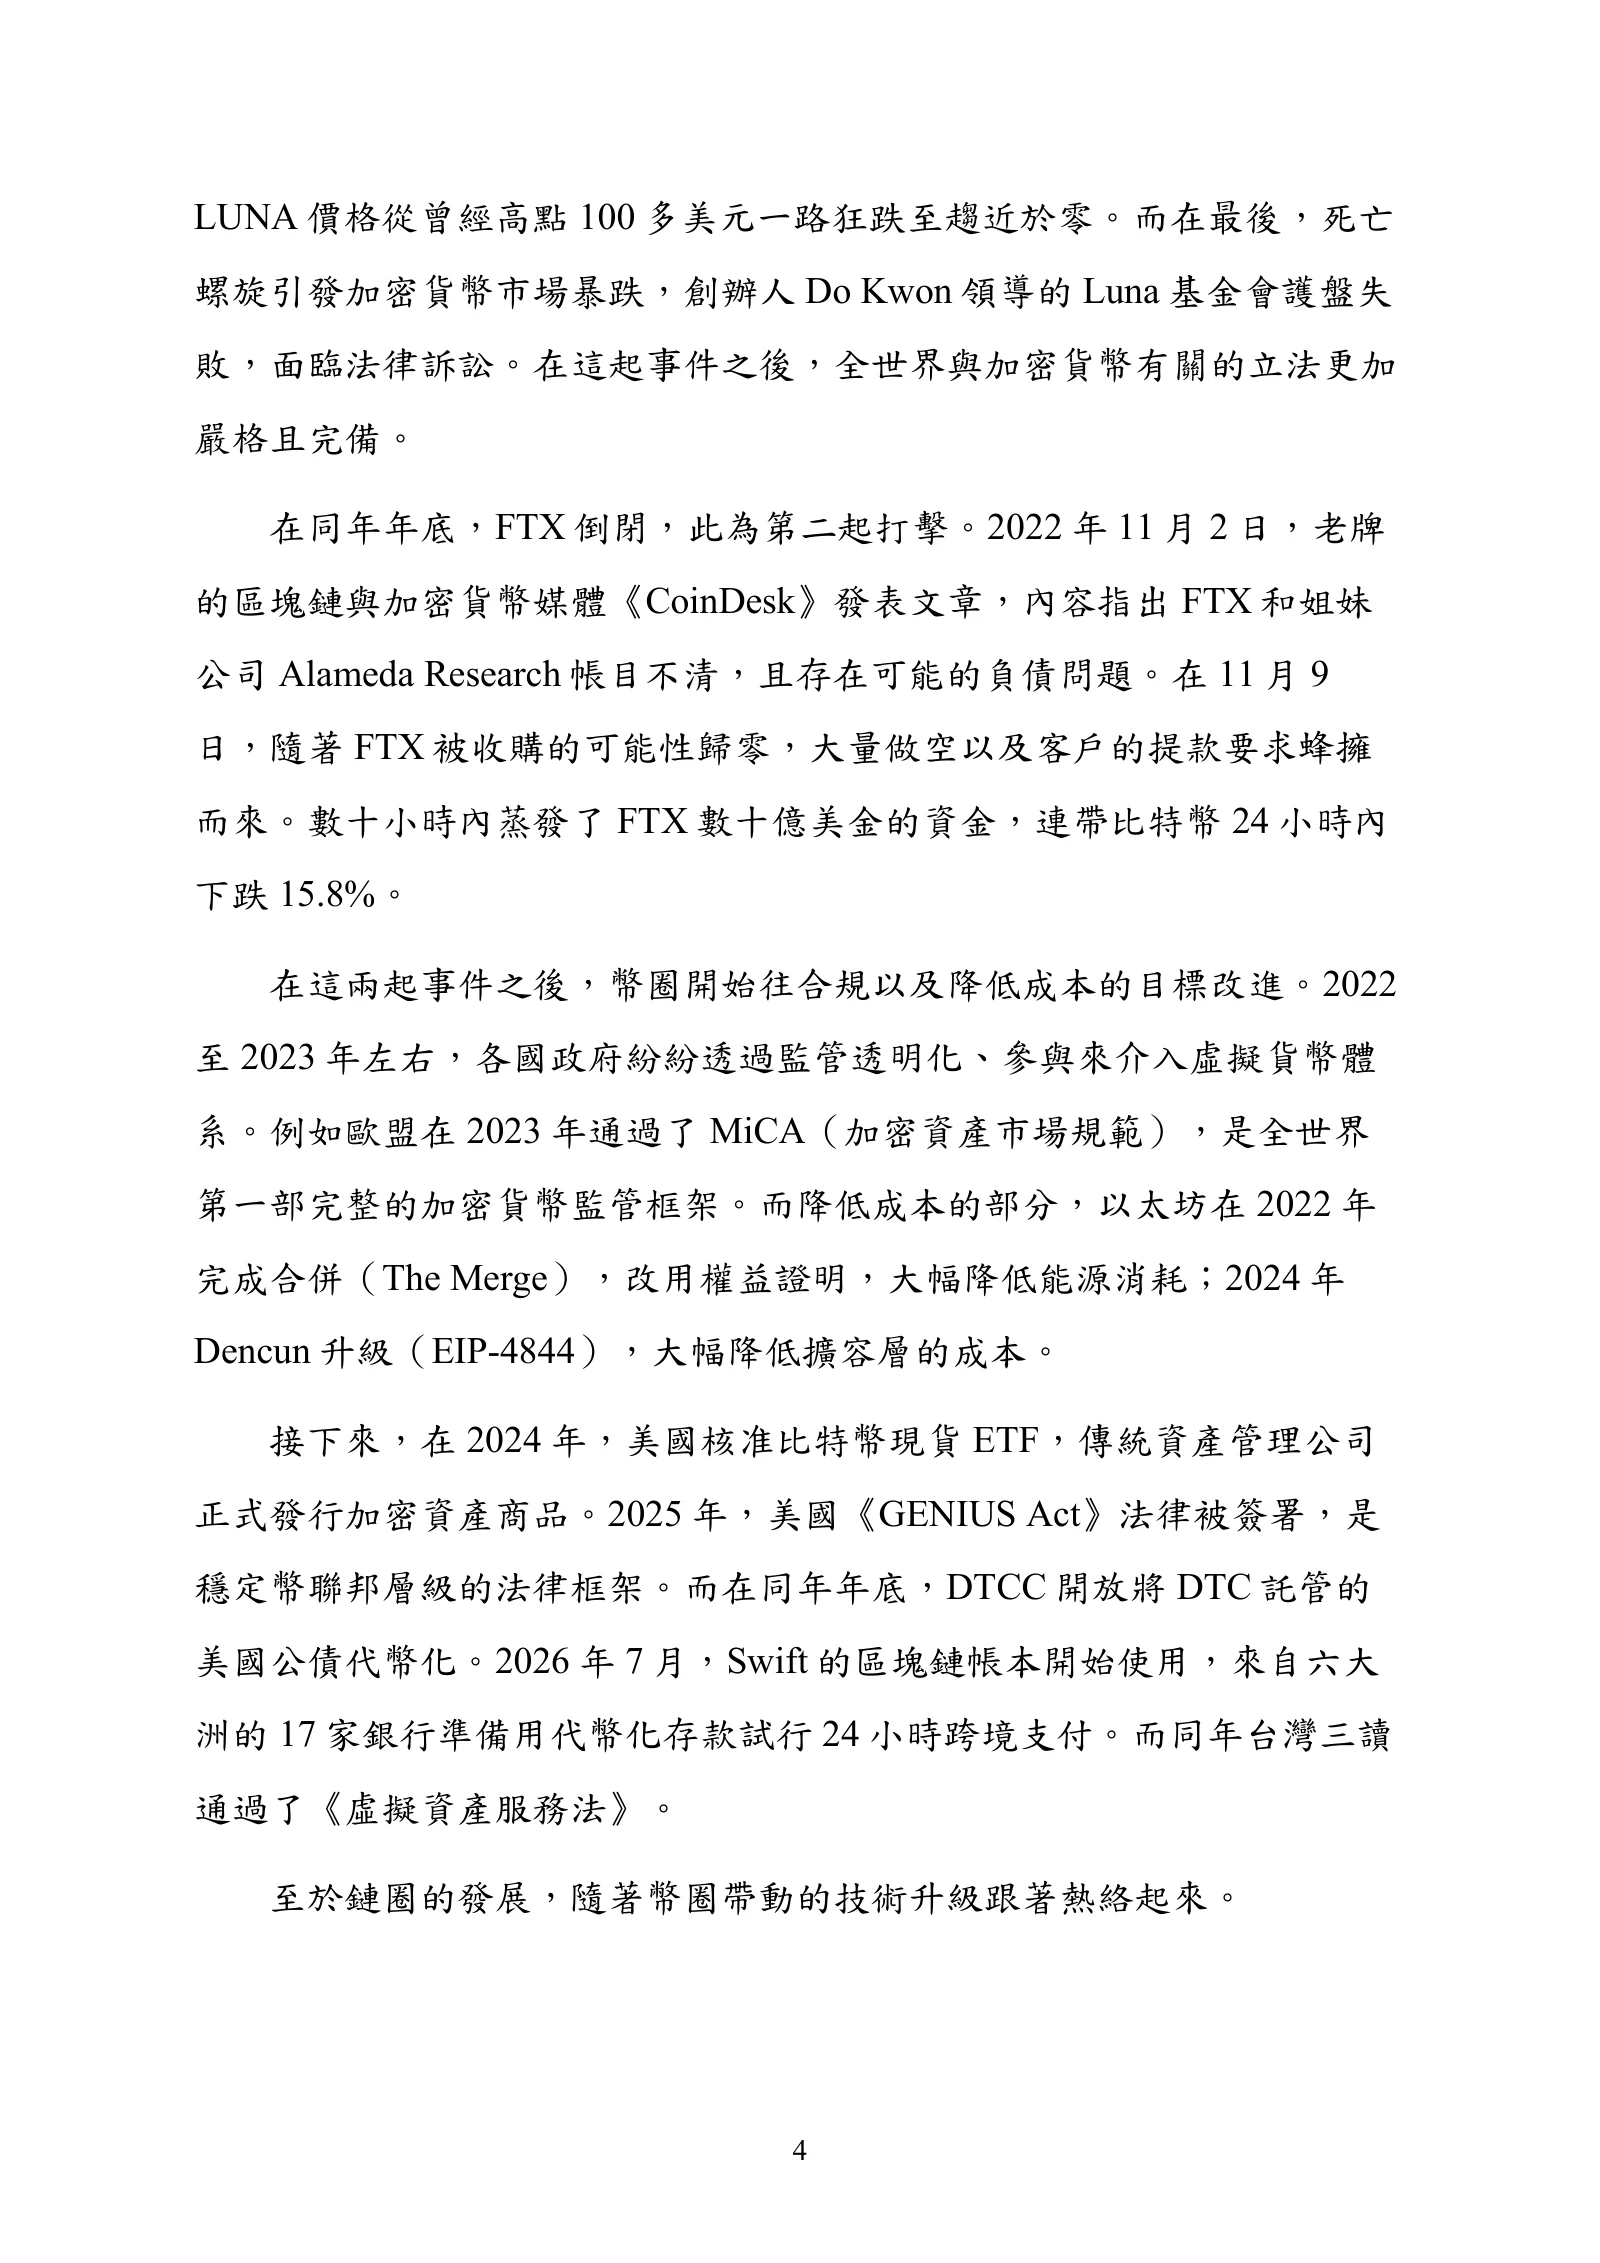 LUNA 價格從曾經高點 100 多美元一路狂跌至趨近於零。而在最後，死亡
螺旋引發加密貨幣市場暴跌，創辦人 Do Kwon 領導的 Luna 基金會護盤失
敗，面臨法律訴訟。在這起事件之後，全世界與加密貨幣有關的立法更加
嚴格且完備。
在同年年底，FTX 倒閉，此為第二起打擊。2022 年 11 月 2 日，老牌
的區塊鏈與加密貨幣媒體《CoinDesk》發表文章，內容指出 FTX 和姐妹
公司 Alameda Research 帳目不清，且存在可能的負債問題。在 11 月 9
日，隨著 FTX 被收購的可能性歸零，大量做空以及客戶的提款要求蜂擁
而來。數十小時內蒸發了 FTX 數十億美金的資金，連帶比特幣 24 小時內
下跌 15.8%。
在這兩起事件之後，幣圈開始往合規以及降低成本的目標改進。2022
至 2023 年左右，各國政府紛紛透過監管透明化、參與來介入虛擬貨幣體
系。例如歐盟在 2023 年通過了 MiCA（加密資產市場規範），是全世界
第一部完整的加密貨幣監管框架。而降低成本的部分，以太坊在 2022 年
完成合併（The Merge），改用權益證明，大幅降低能源消耗；2024 年
Dencun 升級（EIP-4844），大幅降低擴容層的成本。
接下來，在 2024 年，美國核准比特幣現貨 ETF，傳統資產管理公司
正式發行加密資產商品。2025 年，美國《GENIUS Act》法律被簽署，是
穩定幣聯邦層級的法律框架。而在同年年底，DTCC 開放將 DTC 託管的
美國公債代幣化。2026 年 7 月，Swift 的區塊鏈帳本開始使用，來自六大
洲的 17 家銀行準備用代幣化存款試行 24 小時跨境支付。而同年台灣三讀
通過了《虛擬資產服務法》。
至於鏈圈的發展，隨著幣圈帶動的技術升級跟著熱絡起來。
4